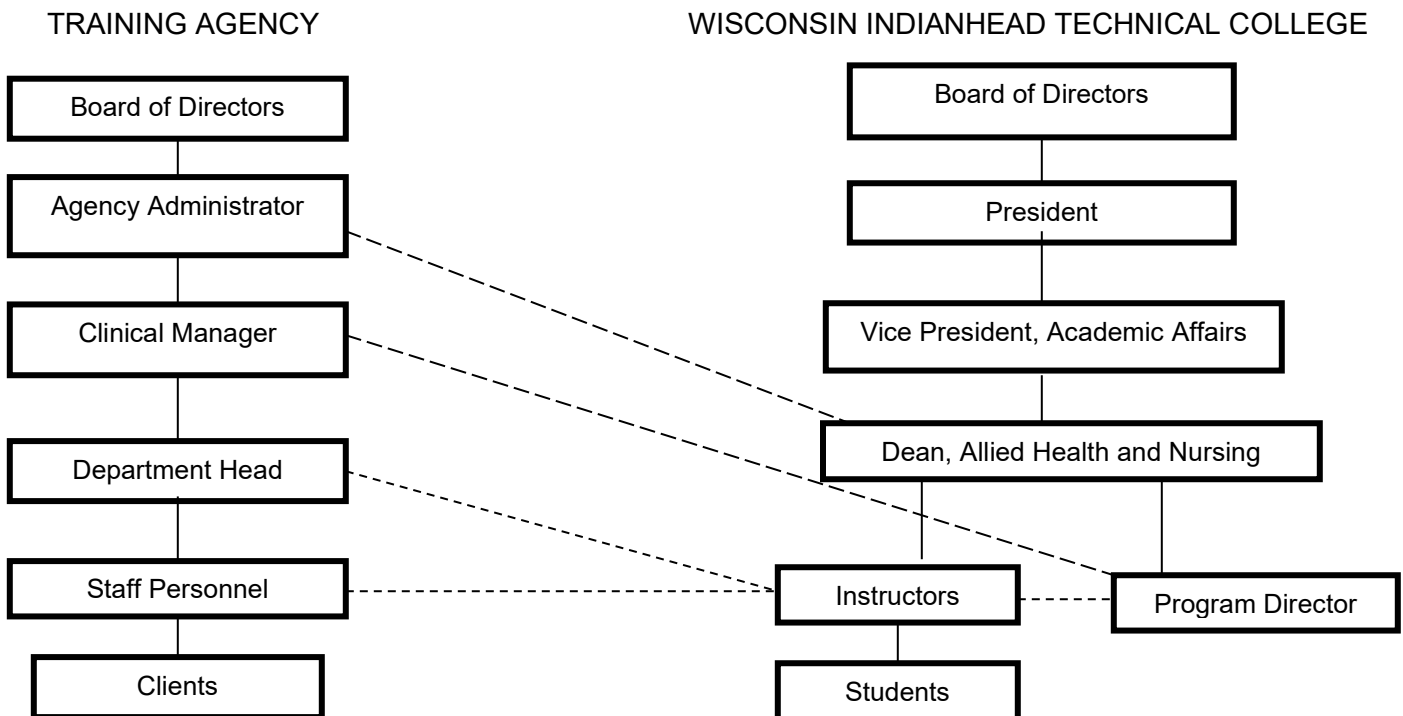 TRAINING AGENCY
WISCONSIN INDIANHEAD TECHNICAL COLLEGE
Board of Directors
Agency Administrator
Clinical Manager
Department Head
Staff Personnel
Clients
Board of Directors
President
Vice President, Academic Affairs
Dean, Allied Health and Nursing
Instructors
Program Director
Students